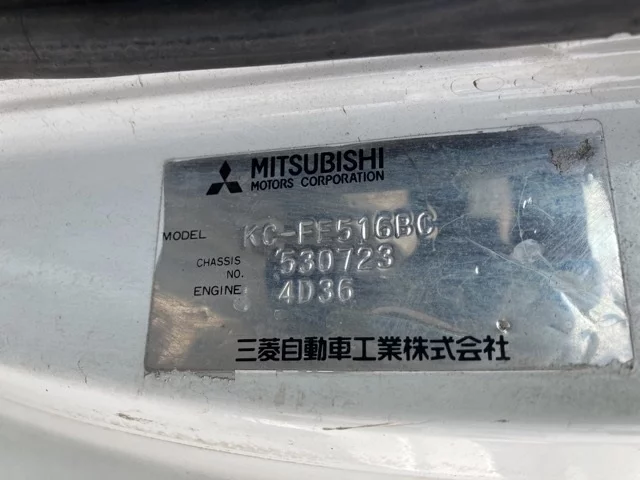 MITSUBISHI
MOTORS CORPORATION
MODEL KC-FE516BC
CHASSIS NO. 530723
ENGINE 4D36
三菱自動車工業株式会社